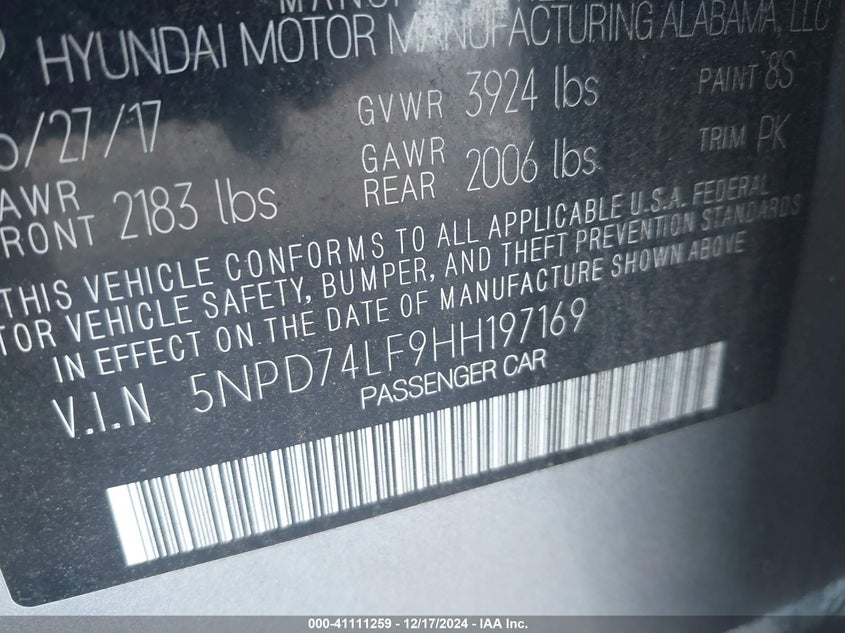 HYUNDAI MOTOR MANUFACTURING ALABAMA, LLC
/27/17 GVWR 3924 lbs PAINT 8S
GAWR
REAR 2006 lbs TRIM PK
AWR
RONT 2183 lbs
THIS VEHICLE CONFORMS TO ALL APPLICABLE U.S.A. FEDERAL
TOR VEHICLE SAFETY, BUMPER, AND THEFT PREVENTION STANDARDS
IN EFFECT ON THE DATE OF MANUFACTURE SHOWN ABOVE
V.I.N 5NPD74LF9HH197169
PASSENGER CAR
000-41111259 - 12/17/2024 - IAA Inc.